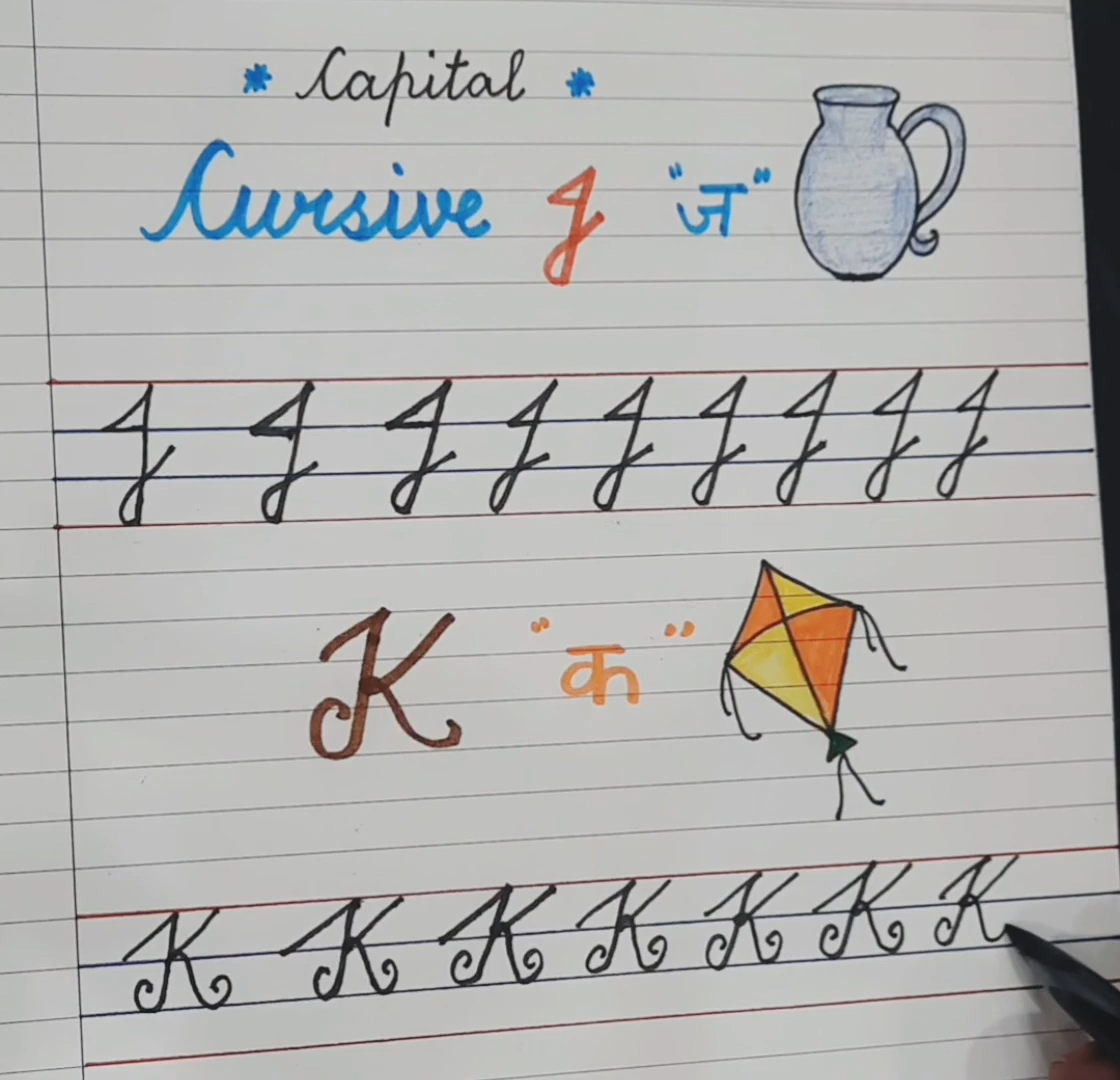 * Capital *
Cursive J "ज"
J J J J J J J J J
K "क"
K K K K K K K